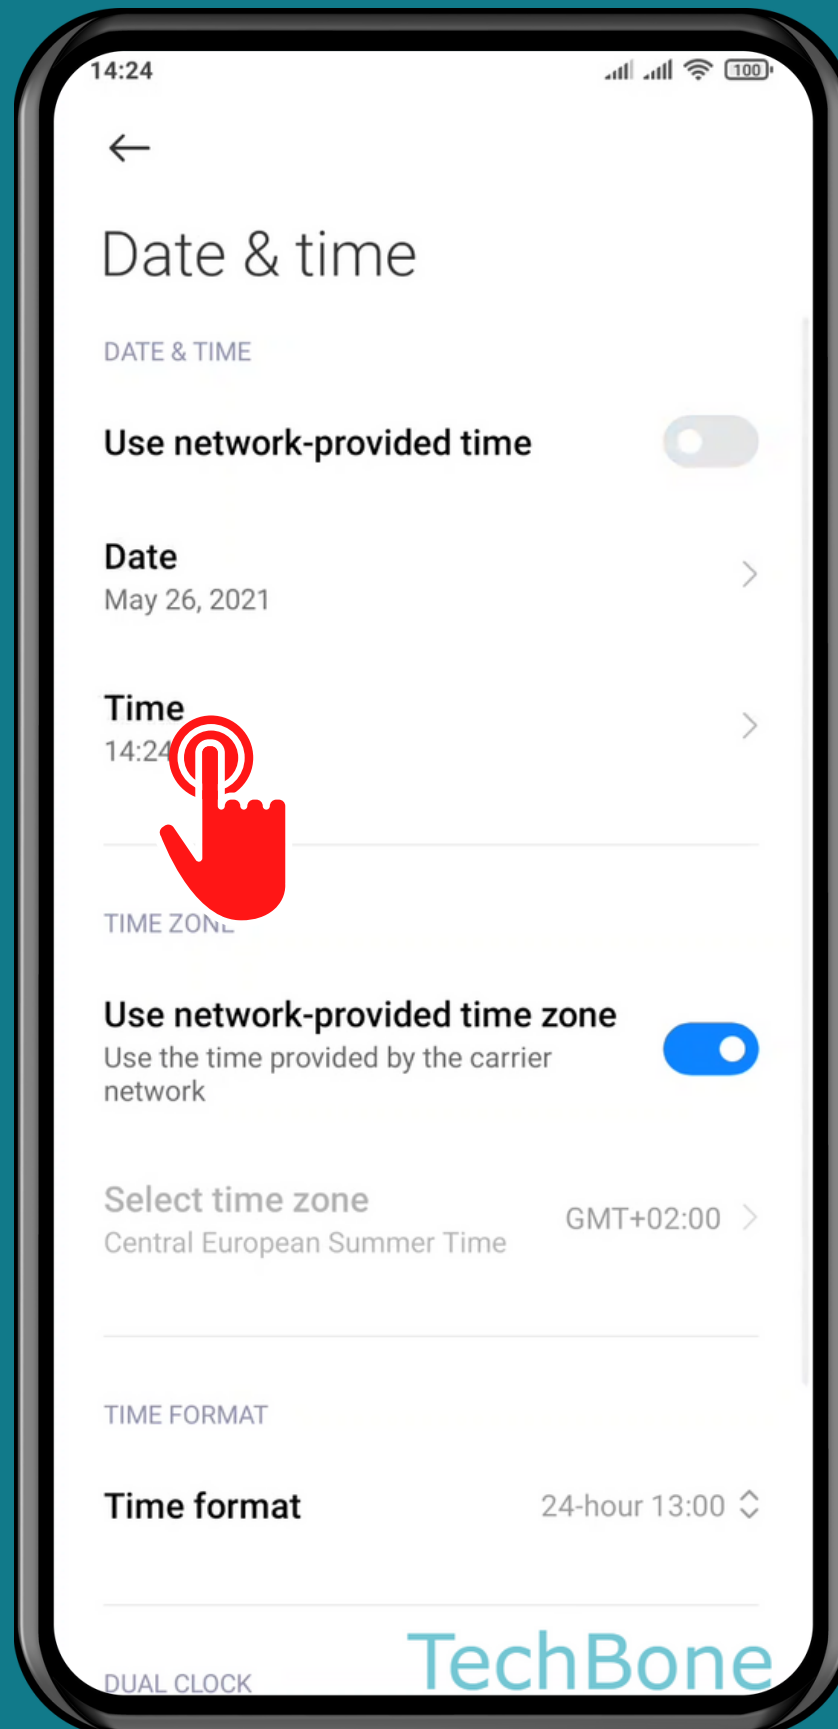 14:24
100
Date & time
DATE & TIME
Use network-provided time
Date
May 26, 2021
Time
14:24
TIME ZONE
Use network-provided time zone
Use the time provided by the carrier
network
Select time zone
GMT+02:00
Central European Summer Time
TIME FORMAT
Time format
24-hour 13:00
TechBone
DUAL CLOCK